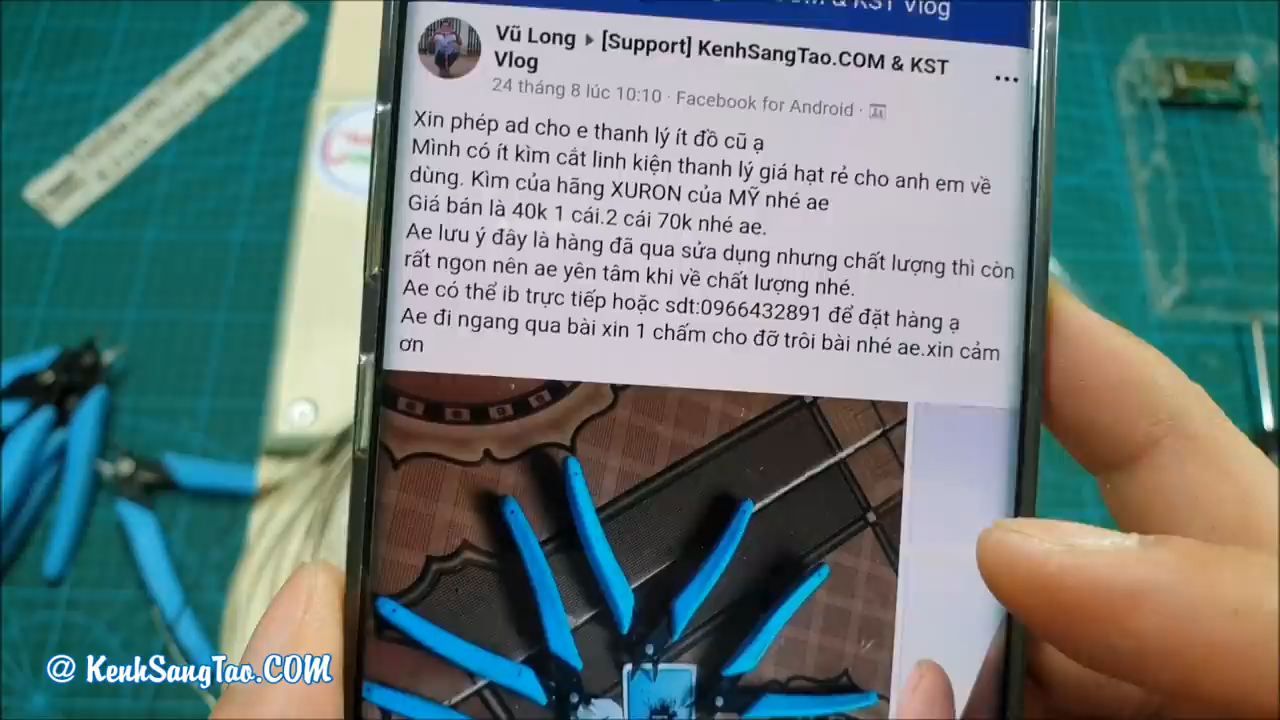 COM & KST Vlog
Vũ Long ▸ [Support] KenhSangTao.COM & KST
Vlog
24 tháng 8 lúc 10:10 · Facebook for Android ·
Xin phép ad cho e thanh lý ít đồ cũ ạ
Mình có ít kìm cắt linh kiện thanh lý giá hạt rẻ cho anh em về
dùng. Kìm của hãng XURON của MỸ nhé ae
Giá bán là 40k 1 cái.2 cái 70k nhé ae.
Ae lưu ý đây là hàng đã qua sửa dụng nhưng chất lượng thì còn
rất ngon nên ae yên tâm khi về chất lượng nhé.
Ae có thể ib trực tiếp hoặc sdt:0966432891 để đặt hàng ạ
Ae đi ngang qua bài xin 1 chấm cho đỡ trôi bài nhé ae.xin cảm
ơn
@ KenhSangTao.COM